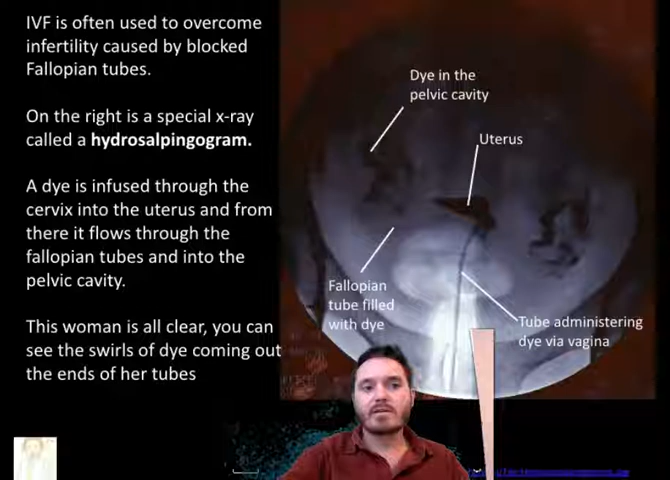 IVF is often used to overcome
infertility caused by blocked
Fallopian tubes.
On the right is a special x-ray
called a hydrosalpingogram.
A dye is infused through the
cervix into the uterus and from
there it flows through the
fallopian tubes and into the
pelvic cavity.
This woman is all clear, you can
see the swirls of dye coming out
the ends of her tubes
Dye in the
pelvic cavity
Uterus
Fallopian
tube filled
with dye
Tube administering
dye via vagina